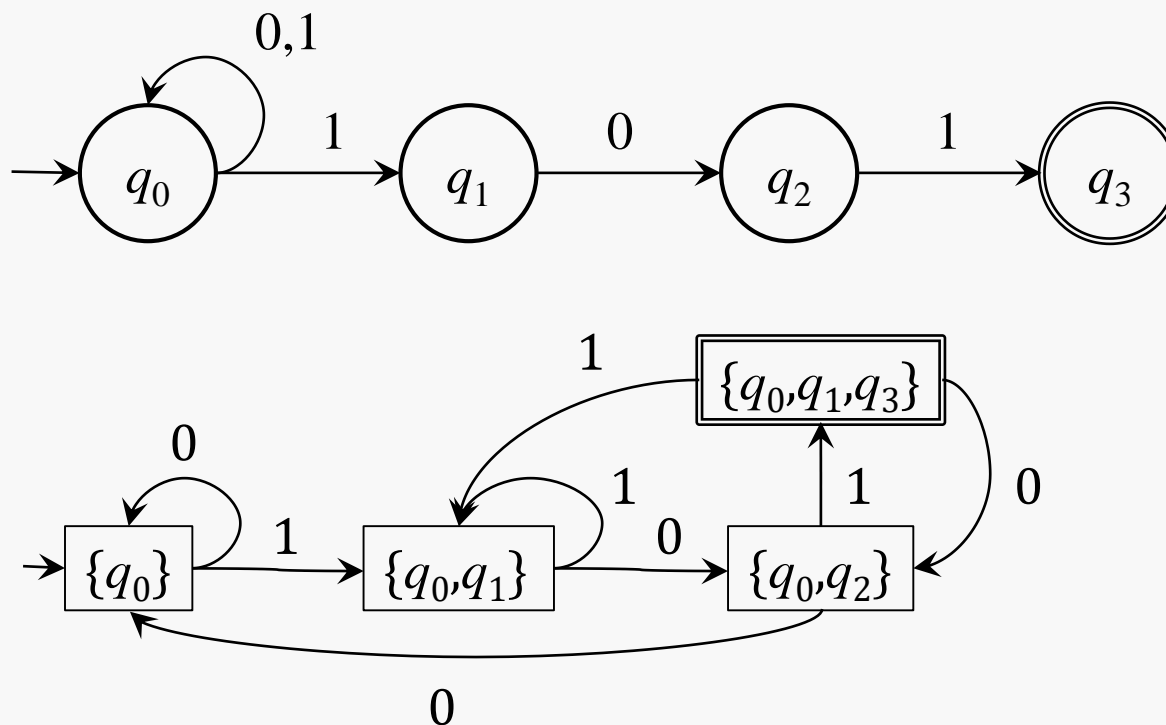 0,1
1 0 1
q₀ q₁ q₂ q₃
1
{q₀,q₁,q₃}
0
1 1 0
1 0
{q₀} {q₀,q₁} {q₀,q₂}
0